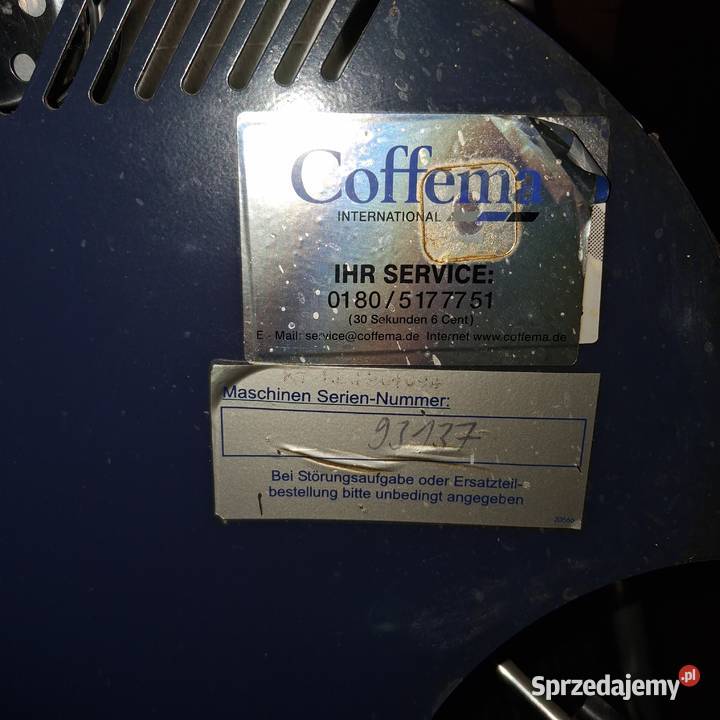 Coffema
INTERNATIONAL
IHR SERVICE:
0180/5177751
(30 Sekunden 6 Cent)
E - Mail: service@coffema.de Internet www.coffema.de
Maschinen Serien-Nummer:
93137
Bei Störungsaufgabe oder Ersatzteil-
bestellung bitte unbedingt angegeben
Sprzedajemy.pl